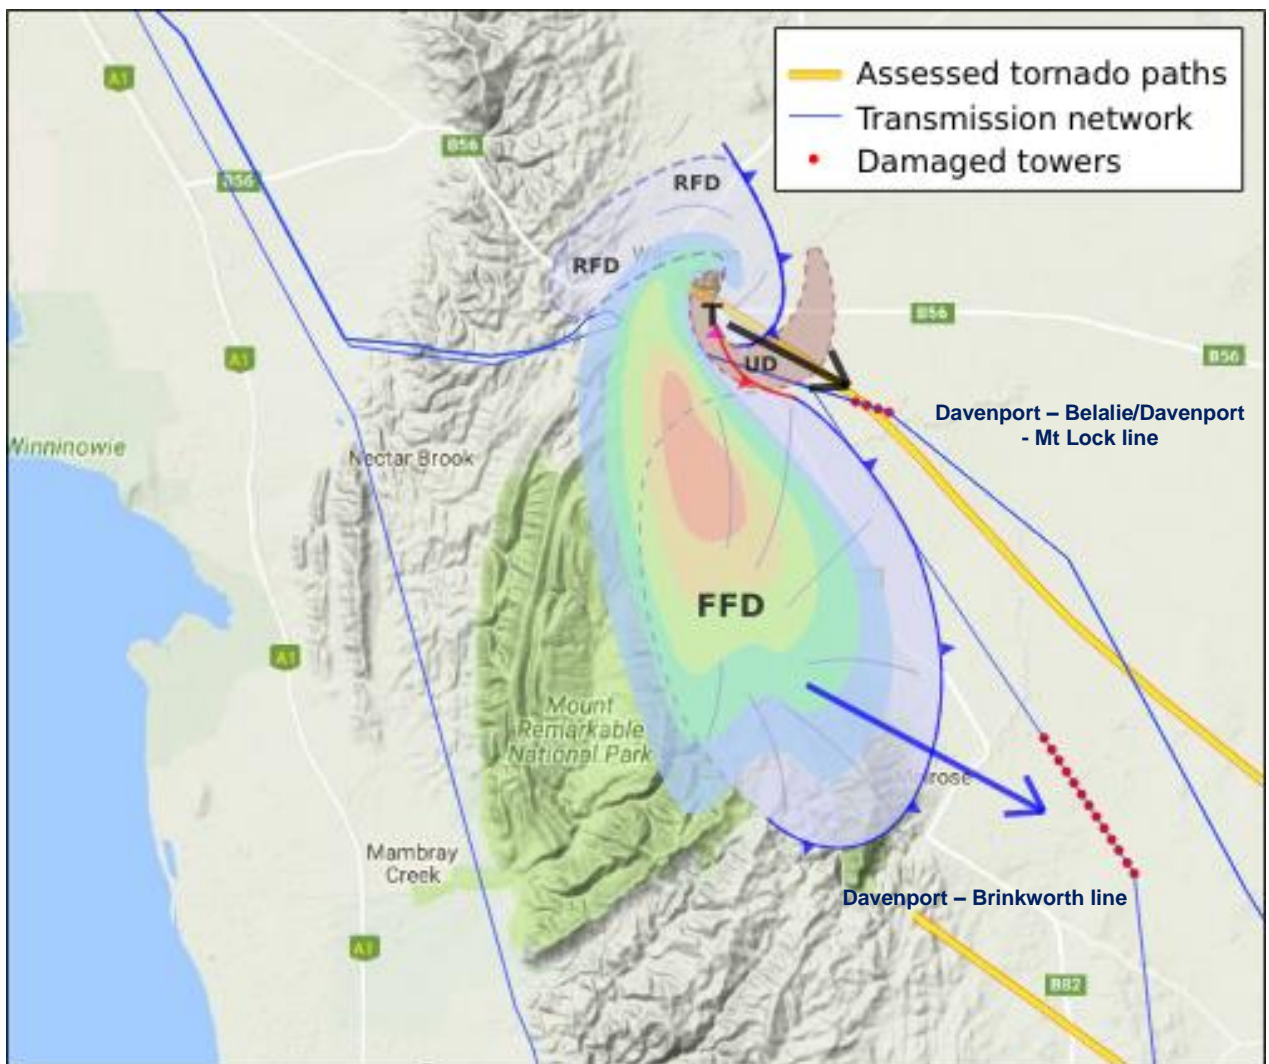 Assessed tornado paths
Transmission network
Damaged towers
A1
B56
B56
RFD
RFD
T
B56
A1
B56
UD
Davenport – Belalie/Davenport
- Mt Lock line
Winninowie
Nectar Brook
FFD
A1
Mount
Remarkable
National Park
Mambray
Creek
Davenport – Brinkworth line
A1
B82